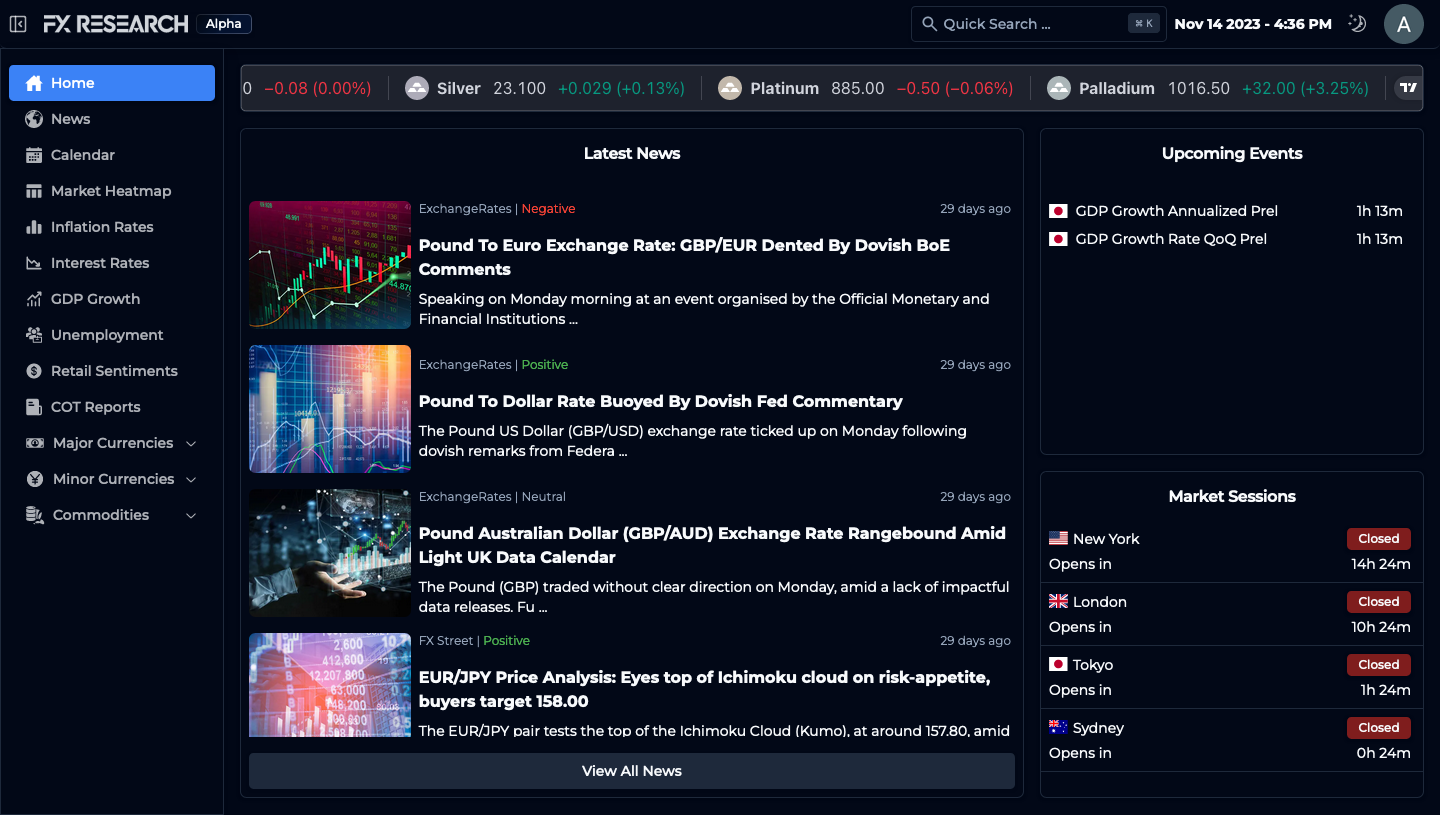 FX RESEARCH Alpha
Quick Search ... ⌘ K
Nov 14 2023 - 4:36 PM
A
Home
News
Calendar
Market Heatmap
Inflation Rates
Interest Rates
GDP Growth
Unemployment
Retail Sentiments
COT Reports
Major Currencies
Minor Currencies
Commodities
0 −0.08 (0.00%) Silver 23.100 +0.029 (+0.13%) Platinum 885.00 −0.50 (−0.06%) Palladium 1016.50 +32.00 (+3.25%)
Latest News
ExchangeRates | Negative 29 days ago
Pound To Euro Exchange Rate: GBP/EUR Dented By Dovish BoE
Comments
Speaking on Monday morning at an event organised by the Official Monetary and
Financial Institutions ...
ExchangeRates | Positive 29 days ago
Pound To Dollar Rate Buoyed By Dovish Fed Commentary
The Pound US Dollar (GBP/USD) exchange rate ticked up on Monday following
dovish remarks from Federa ...
ExchangeRates | Neutral 29 days ago
Pound Australian Dollar (GBP/AUD) Exchange Rate Rangebound Amid
Light UK Data Calendar
The Pound (GBP) traded without clear direction on Monday, amid a lack of impactful
data releases. Fu ...
2,600
412,600
12,207,800
63,000
FX Street | Positive 29 days ago
EUR/JPY Price Analysis: Eyes top of Ichimoku cloud on risk-appetite,
buyers target 158.00
The EUR/JPY pair tests the top of the Ichimoku Cloud (Kumo), at around 157.80, amid
View All News
Upcoming Events
GDP Growth Annualized Prel 1h 13m
GDP Growth Rate QoQ Prel 1h 13m
Market Sessions
New York Closed
Opens in 14h 24m
London Closed
Opens in 10h 24m
Tokyo Closed
Opens in 1h 24m
Sydney Closed
Opens in 0h 24m